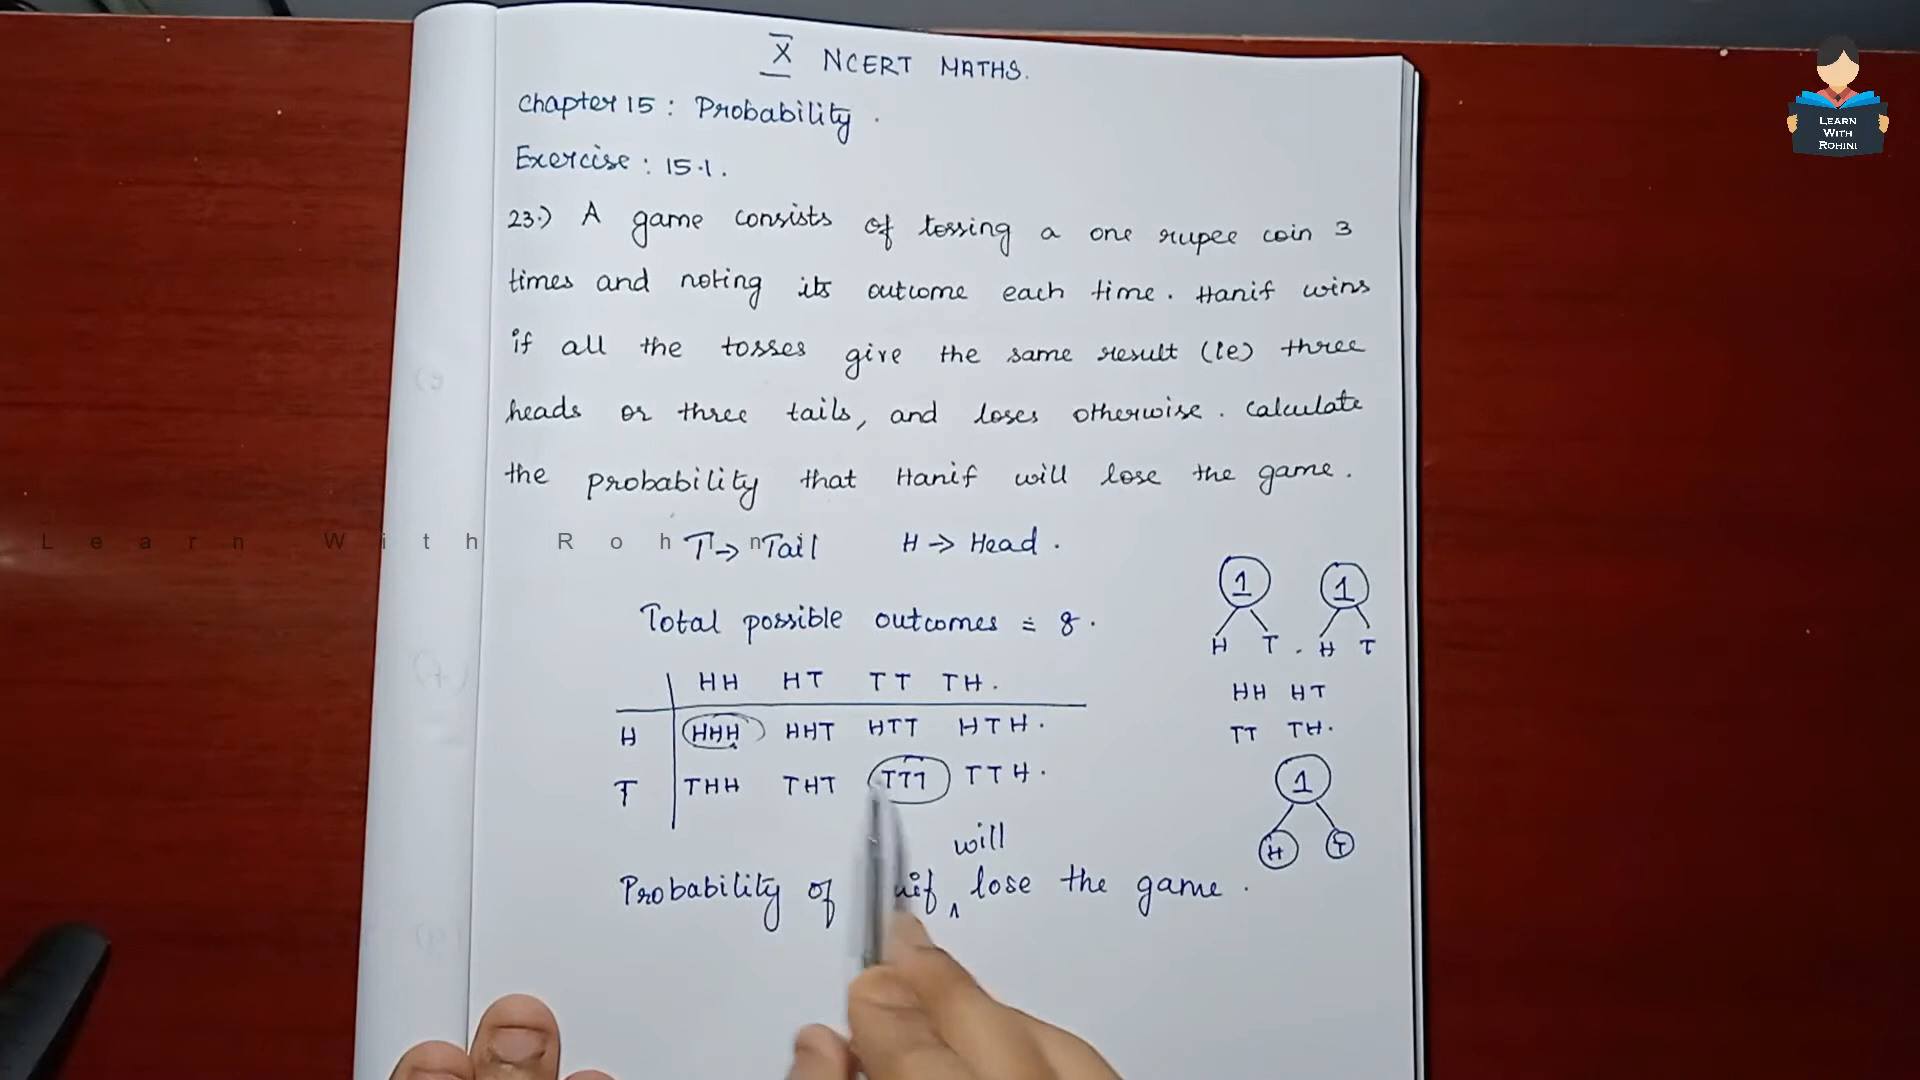 X NCERT MATHS.
Chapter 15 : Probability .
Exercise : 15.1.
23.) A game consists of tossing a one rupee coin 3
times and noting its outcome each time. Hanif wins
if all the tosses give the same result (ie) three
heads or three tails, and loses otherwise. Calculate
the probability that Hanif will lose the game.
T → Tail H → Head .
Total possible outcomes = 8.
HH HT TT TH.
H HHH HHT HTT HTH.
T THH THT TTT TTH.
will
Probability of ^ lose the game .
1 1
H T . H T
HH HT
TT TH.
1
H T
Learn With Rohini
LEARN
WITH
ROHINI